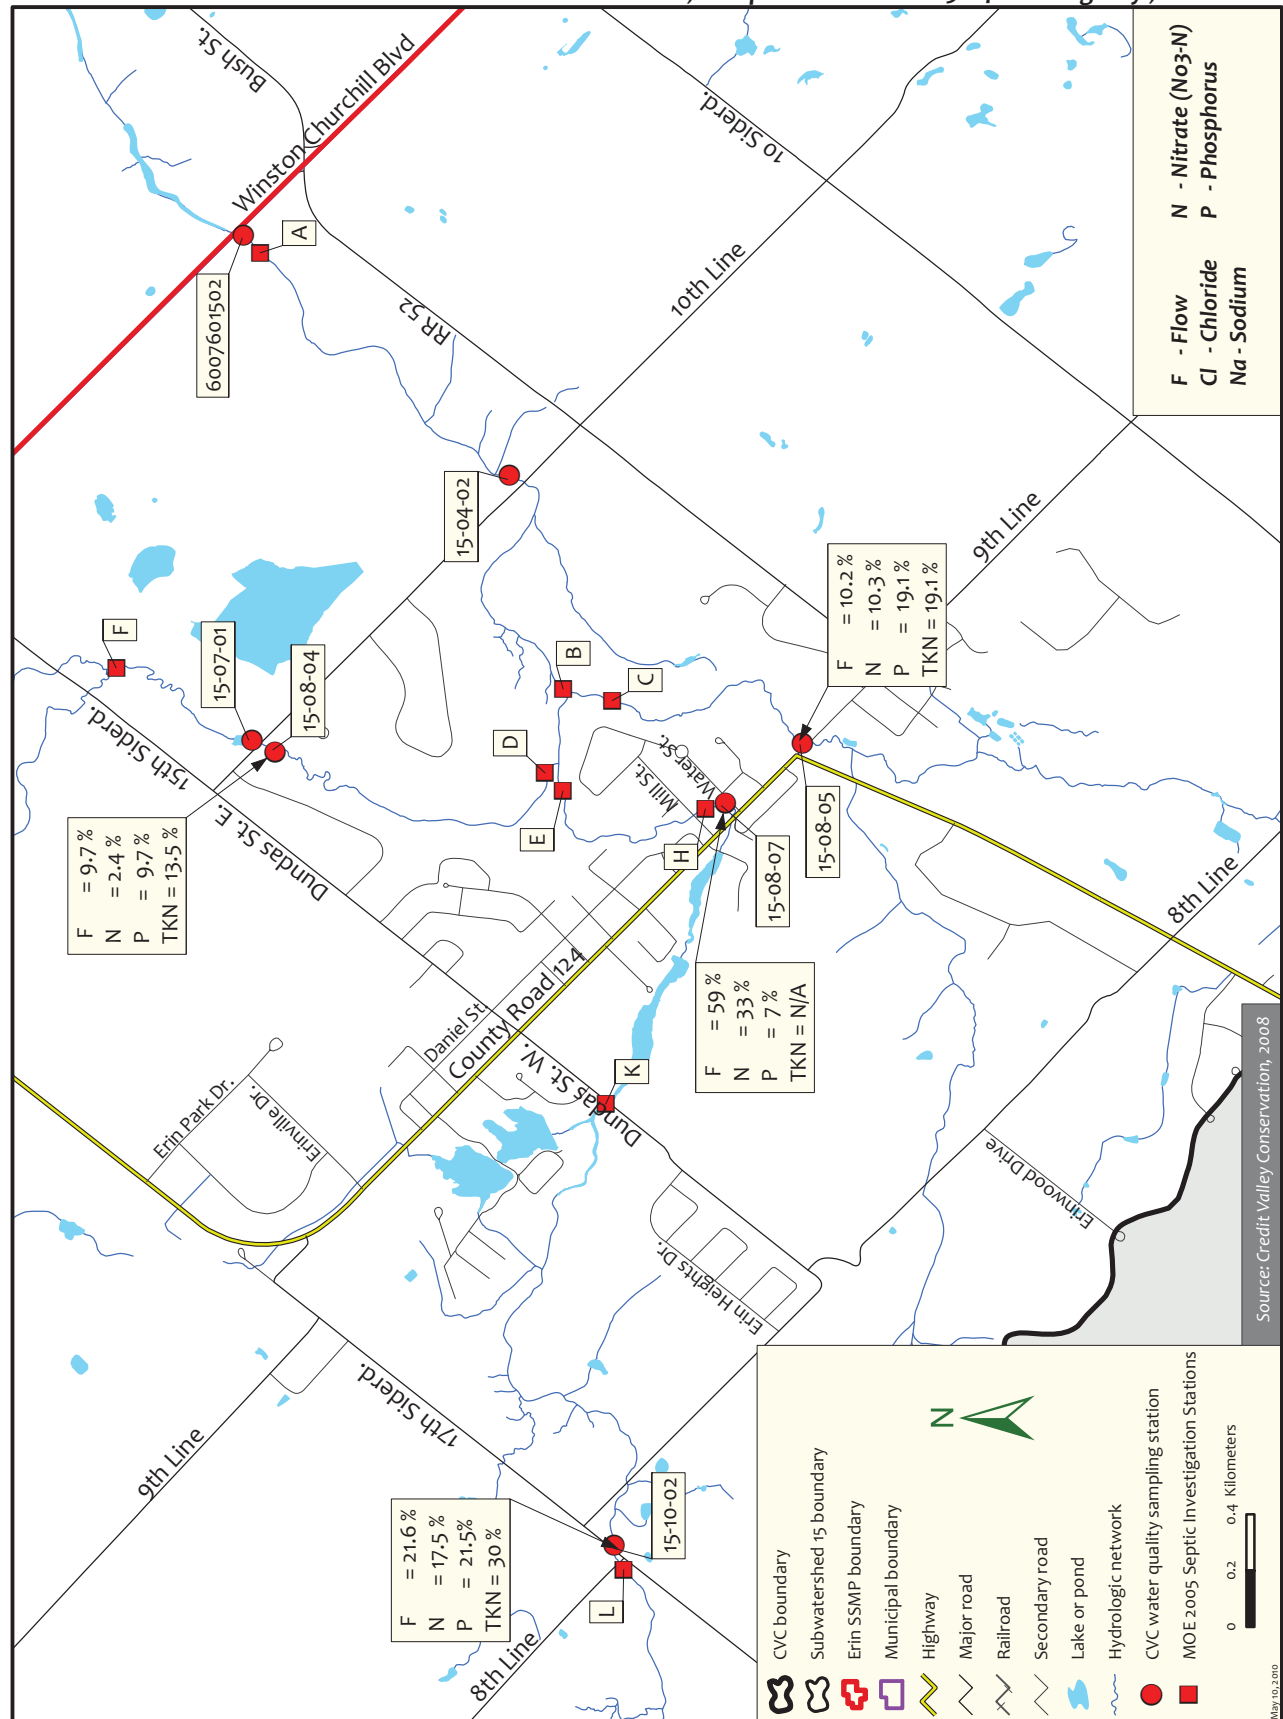 Bush St.
Winston Churchill Blvd
A
6007601502
RR 52
10 Siderd.
10th Line
15-04-02
9th Line
F
15-07-01
15-08-04
15th Siderd.
Dundas St. E.
F = 9.7 %
N = 2.4 %
P = 9.7 %
TKN = 13.5 %
B
C
D
E
H
Mill St.
Water St.
F = 10.2 %
N = 10.3 %
P = 19.1 %
TKN = 19.1 %
15-08-05
15-08-07
F = 59 %
N = 33 %
P = 7 %
TKN = N/A
8th Line
Daniel St.
County Road 124
Dundas St. W.
Dundas
K
Erin Park Dr.
Erinville Dr.
Erin Heights Dr.
Erinwood Drive
17th Siderd.
9th Line
8th Line
F = 21.6 %
N = 17.5 %
P = 21.5%
TKN = 30 %
15-10-02
L
F - Flow
Cl - Chloride
Na - Sodium
N - Nitrate (No3-N)
P - Phosphorus
CVC boundary
Subwatershed 15 boundary
Erin SSMP boundary
Municipal boundary
Highway
Major road
Railroad
Secondary road
Lake or pond
Hydrologic network
CVC water quality sampling station
MOE 2005 Septic Investigation Stations
N
0 0.2 0.4 Kilometers
Source: Credit Valley Conservation, 2008
May 10, 2010